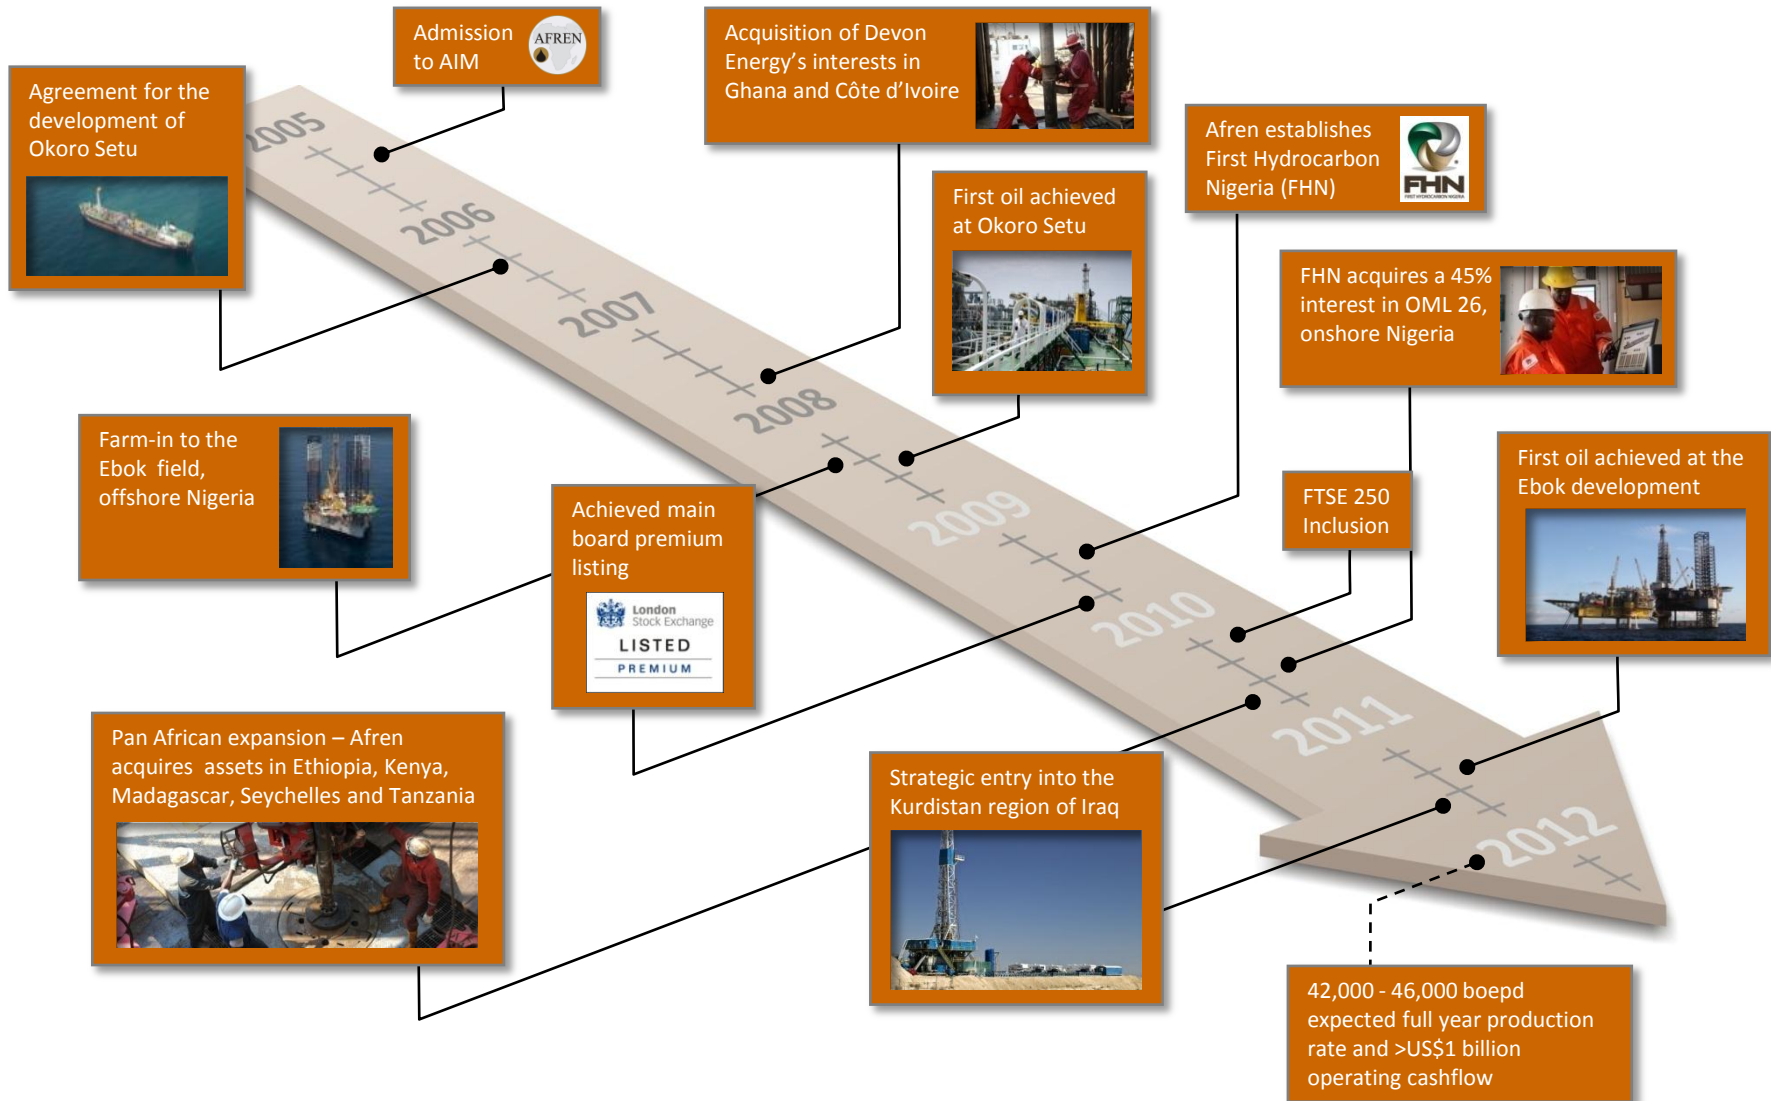 Admission
to AIM
AFREN
Acquisition of Devon
Energy’s interests in
Ghana and Côte d’Ivoire
Agreement for the
development of
Okoro Setu
Afren establishes
First Hydrocarbon
Nigeria (FHN)
FHN
FIRST HYDROCARBON NIGERIA
First oil achieved
at Okoro Setu
FHN acquires a 45%
interest in OML 26,
onshore Nigeria
2005
2006
2007
2008
2009
2010
2011
2012
Farm-in to the
Ebok field,
offshore Nigeria
First oil achieved at the
Ebok development
FTSE 250
Inclusion
Achieved main
board premium
listing
London
Stock Exchange
LISTED
PREMIUM
Pan African expansion – Afren
acquires assets in Ethiopia, Kenya,
Madagascar, Seychelles and Tanzania
Strategic entry into the
Kurdistan region of Iraq
42,000 - 46,000 boepd
expected full year production
rate and >US$1 billion
operating cashflow